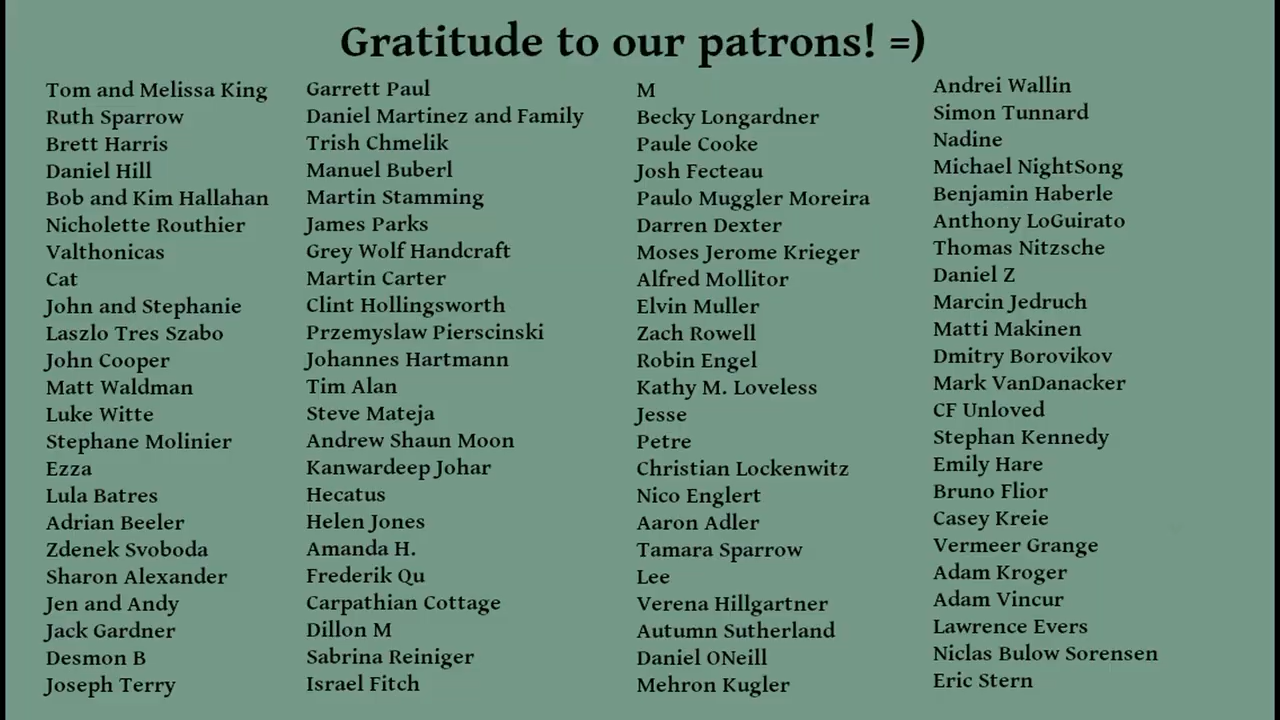 Gratitude to our patrons! =)
Tom and Melissa King
Ruth Sparrow
Brett Harris
Daniel Hill
Bob and Kim Hallahan
Nicholette Routhier
Valthonicas
Cat
John and Stephanie
Laszlo Tres Szabo
John Cooper
Matt Waldman
Luke Witte
Stephane Molinier
Ezza
Lula Batres
Adrian Beeler
Zdenek Svoboda
Sharon Alexander
Jen and Andy
Jack Gardner
Desmon B
Joseph Terry
Garrett Paul
Daniel Martinez and Family
Trish Chmelik
Manuel Buberl
Martin Stamming
James Parks
Grey Wolf Handcraft
Martin Carter
Clint Hollingsworth
Przemyslaw Pierscinski
Johannes Hartmann
Tim Alan
Steve Mateja
Andrew Shaun Moon
Kanwardeep Johar
Hecatus
Helen Jones
Amanda H.
Frederik Qu
Carpathian Cottage
Dillon M
Sabrina Reiniger
Israel Fitch
M
Becky Longardner
Paule Cooke
Josh Fecteau
Paulo Muggler Moreira
Darren Dexter
Moses Jerome Krieger
Alfred Mollitor
Elvin Muller
Zach Rowell
Robin Engel
Kathy M. Loveless
Jesse
Petre
Christian Lockenwitz
Nico Englert
Aaron Adler
Tamara Sparrow
Lee
Verena Hillgartner
Autumn Sutherland
Daniel ONeill
Mehron Kugler
Andrei Wallin
Simon Tunnard
Nadine
Michael NightSong
Benjamin Haberle
Anthony LoGuirato
Thomas Nitzsche
Daniel Z
Marcin Jedruch
Matti Makinen
Dmitry Borovikov
Mark VanDanacker
CF Unloved
Stephan Kennedy
Emily Hare
Bruno Flior
Casey Kreie
Vermeer Grange
Adam Kroger
Adam Vincur
Lawrence Evers
Niclas Bulow Sorensen
Eric Stern